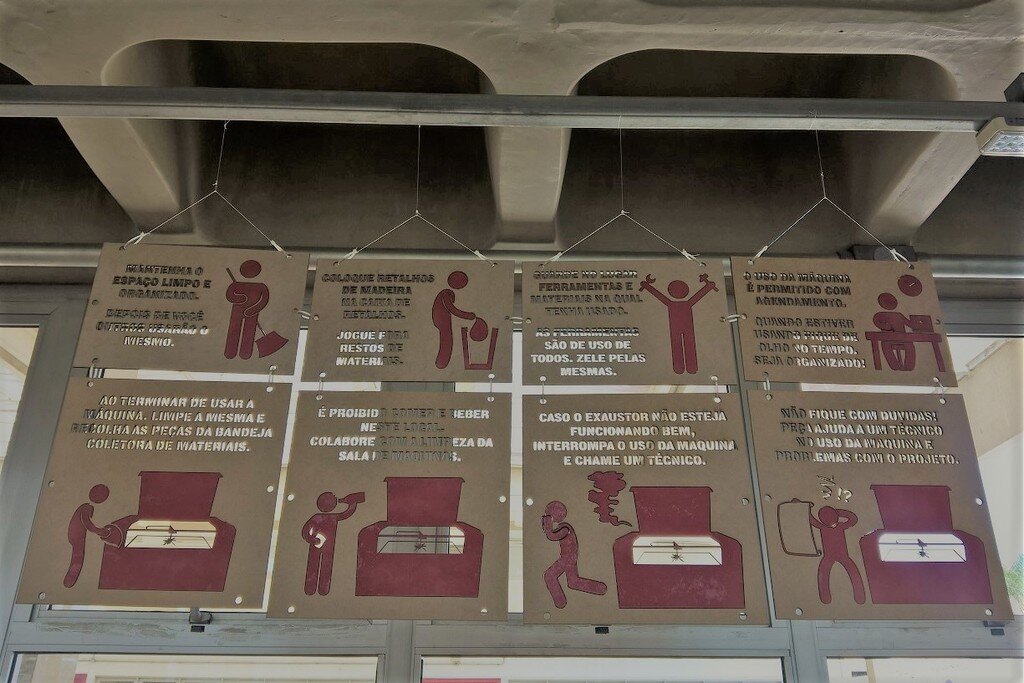 MANTENHA O
ESPAÇO LIMPO E
ORGANIZADO.
DEPOIS DE VOCÊ
OUTROS USARÃO O
MESMO.
COLOQUE RETALHOS
DE MADEIRA
NA CAIXA DE
RETALHOS.
JOGUE FORA
RESTOS DE
MATERIAIS.
GUARDE NO LUGAR
FERRAMENTAS E
MATERIAIS NA QUAL
TENHA USADO.
AS FERRAMENTAS
SÃO DE USO DE
TODOS. ZELE PELAS
MESMAS.
O USO DA MÁQUINA
É PERMITIDO COM
AGENDAMENTO.
QUANDO ESTIVER
USANTO FIQUE DE
OLHO NO TEMPO.
SEJA ORGANIZADO!
AO TERMINAR DE USAR A
MÁQUINA. LIMPE A MESMA E
RECOLHA AS PEÇAS DA BANDEJA
COLETORA DE MATERIAIS.
É PROIBIDO COMER E BEBER
NESTE LOCAL.
COLABORE COM A LIMPEZA DA
SALA DE MÁQUINAS.
CASO O EXAUSTOR NÃO ESTEJA
FUNCIONANDO BEM,
INTERROMPA O USO DA MAQUINA
E CHAME UM TÉCNICO.
NÃO FIQUE COM DUVIDAS!
PEÇA AJUDA A UM TÉCNICO
NO USO DA MAQUINA E
PROBLEMAS COM O PROJETO.
!?